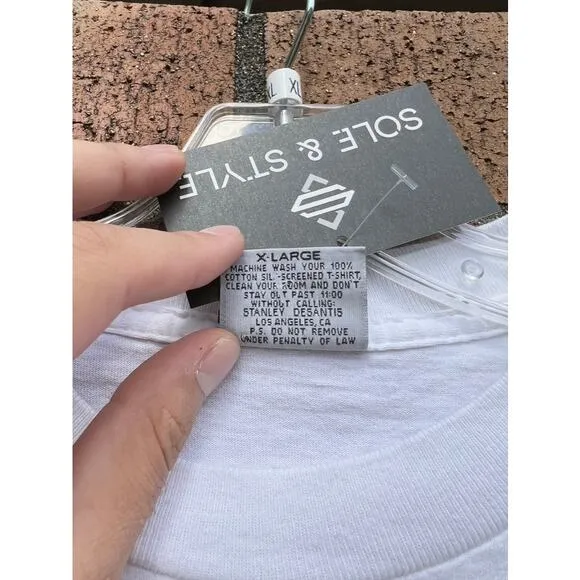 XL
XL
SOLE & STYLE
X-LARGE
MACHINE WASH YOUR 100%
COTTON SIL -SCREENED T-SHIRT,
CLEAN YOUR ROOM AND DON'T
STAY OUT PAST 11:00
WITHOUT CALLING:
STANLEY DESANTIS
LOS ANGELES, CA
P.S. DO NOT REMOVE
UNDER PENALTY OF LAW